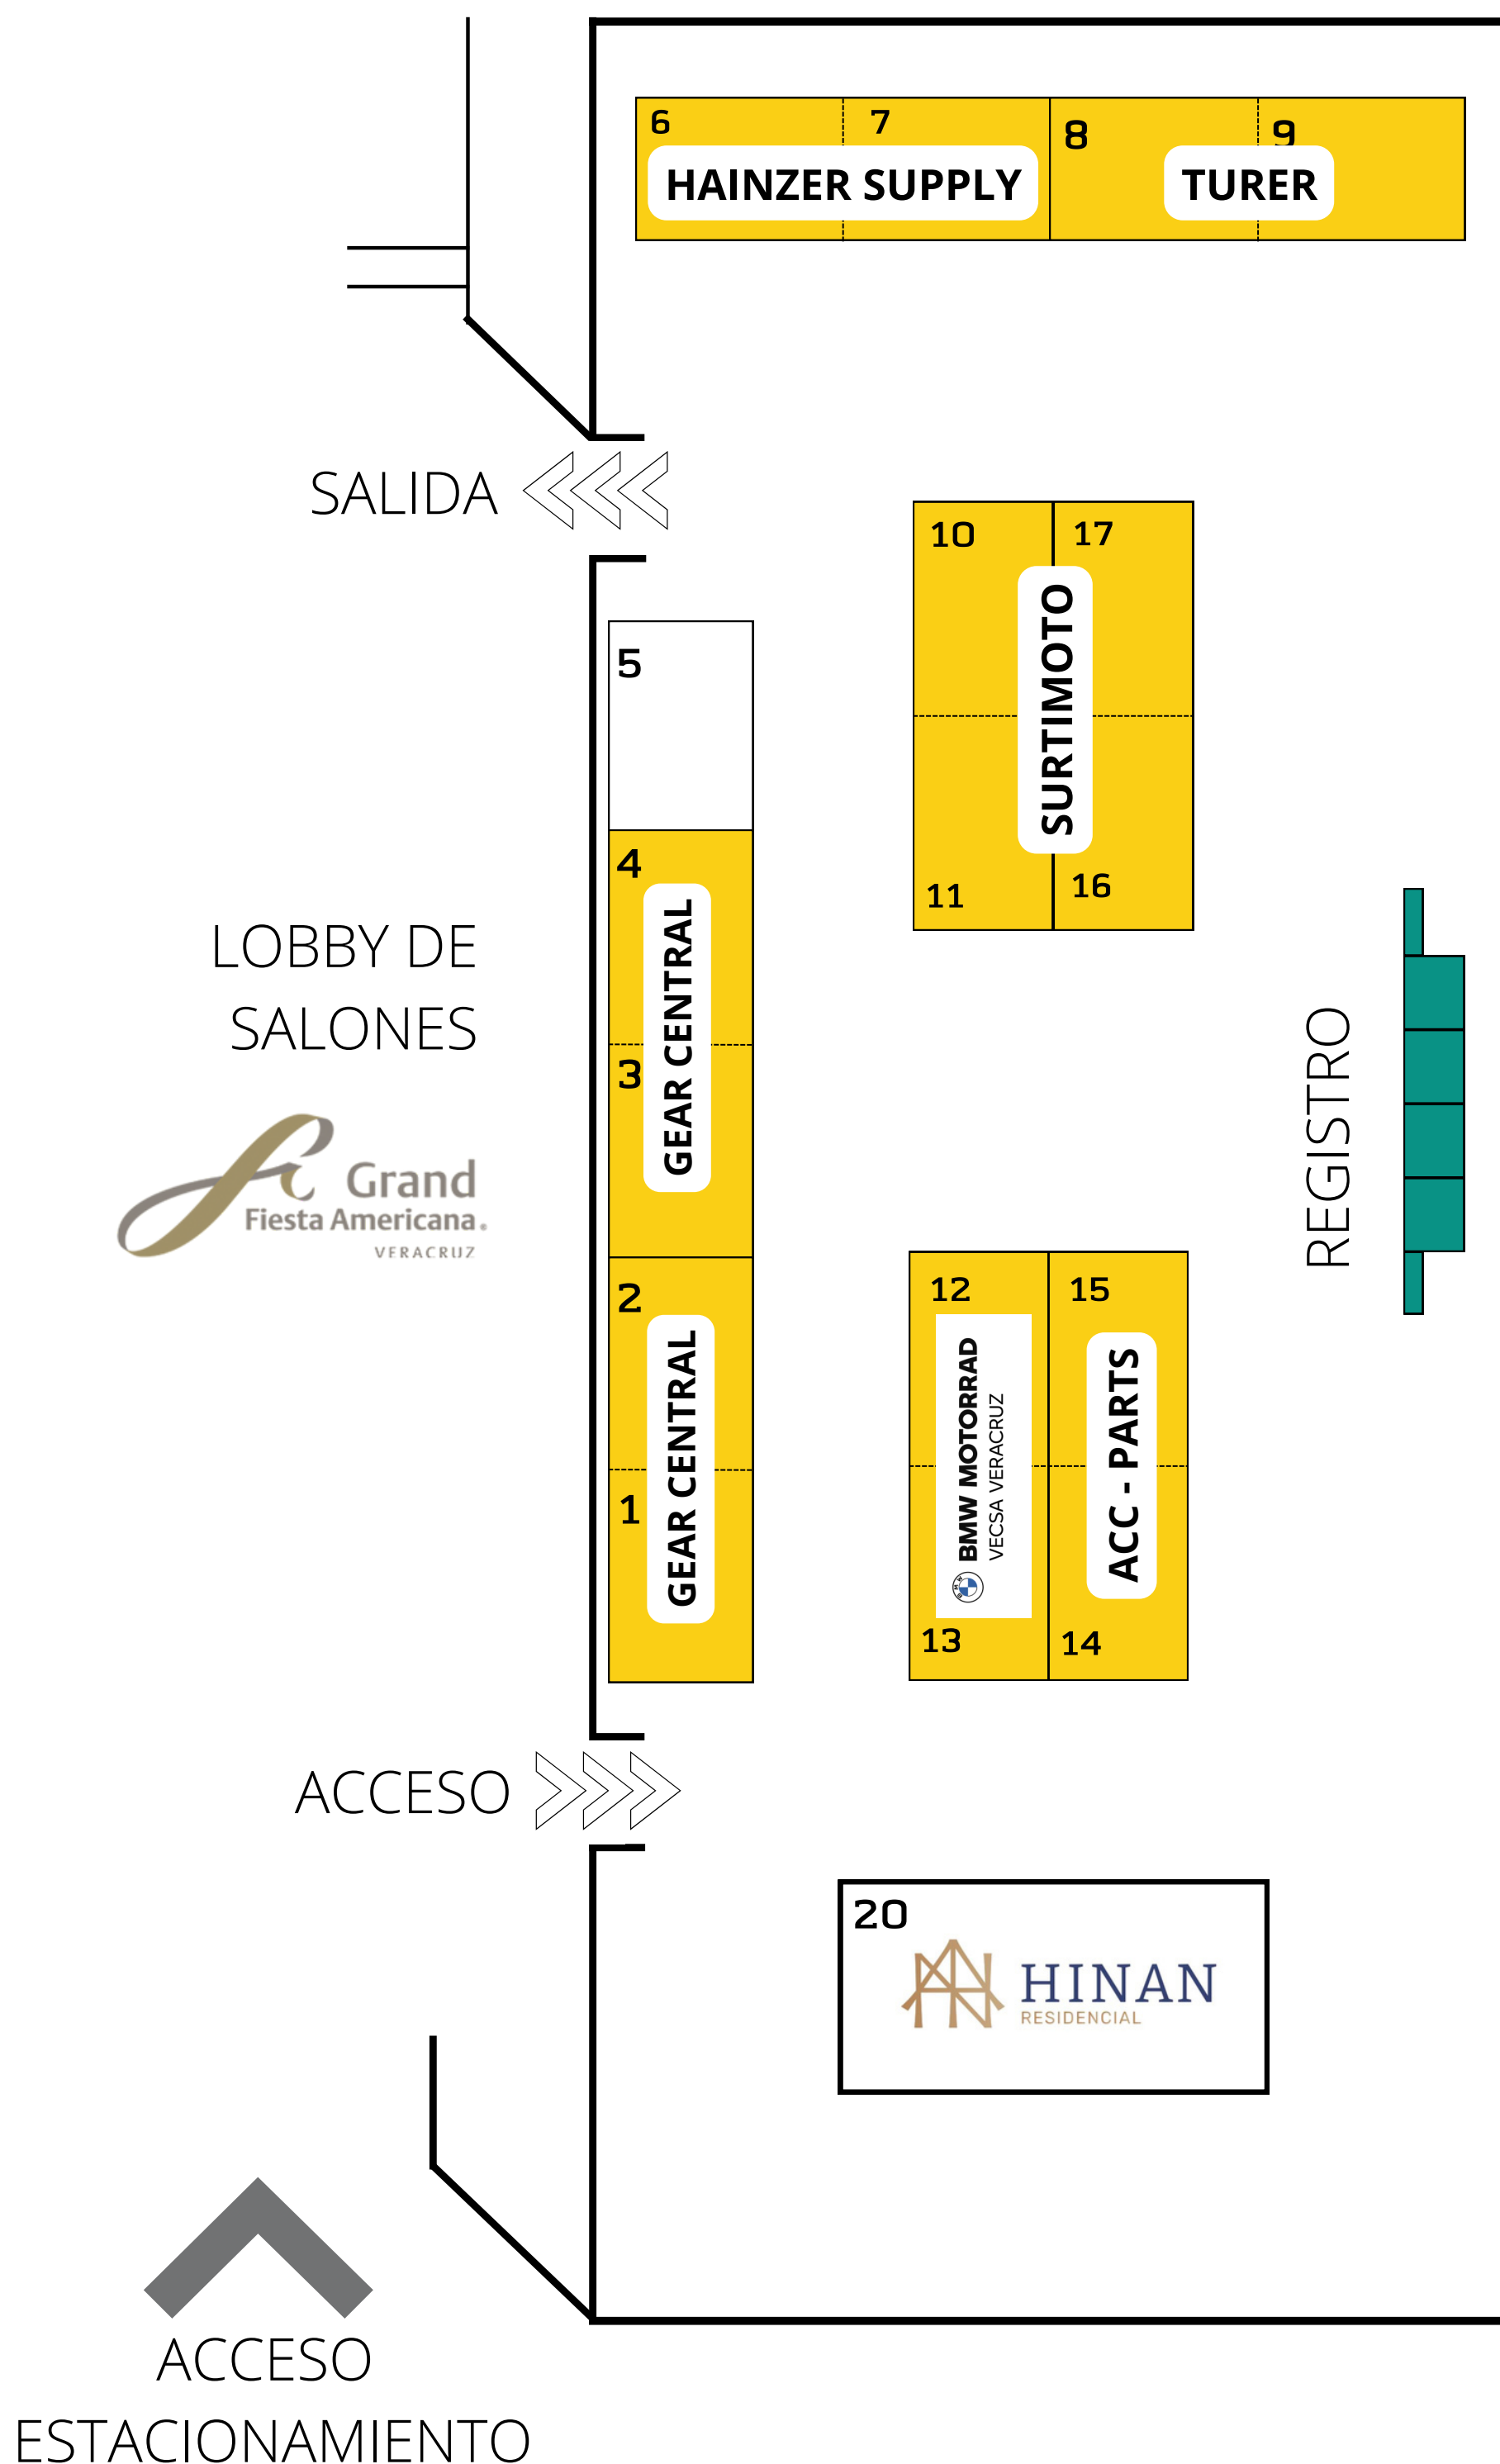 6
7
8
9
HAINZER SUPPLY
TURER
SALIDA
10
17
SURTIMOTO
11
16
5
4
GEAR CENTRAL
3
LOBBY DE
SALONES
Grand
Fiesta Americana
VERACRUZ
REGISTRO
2
GEAR CENTRAL
1
12
15
BMW MOTORRAD
VECSA VERACRUZ
ACC - PARTS
13
14
ACCESO
20
HINAN
RESIDENCIAL
ACCESO
ESTACIONAMIENTO